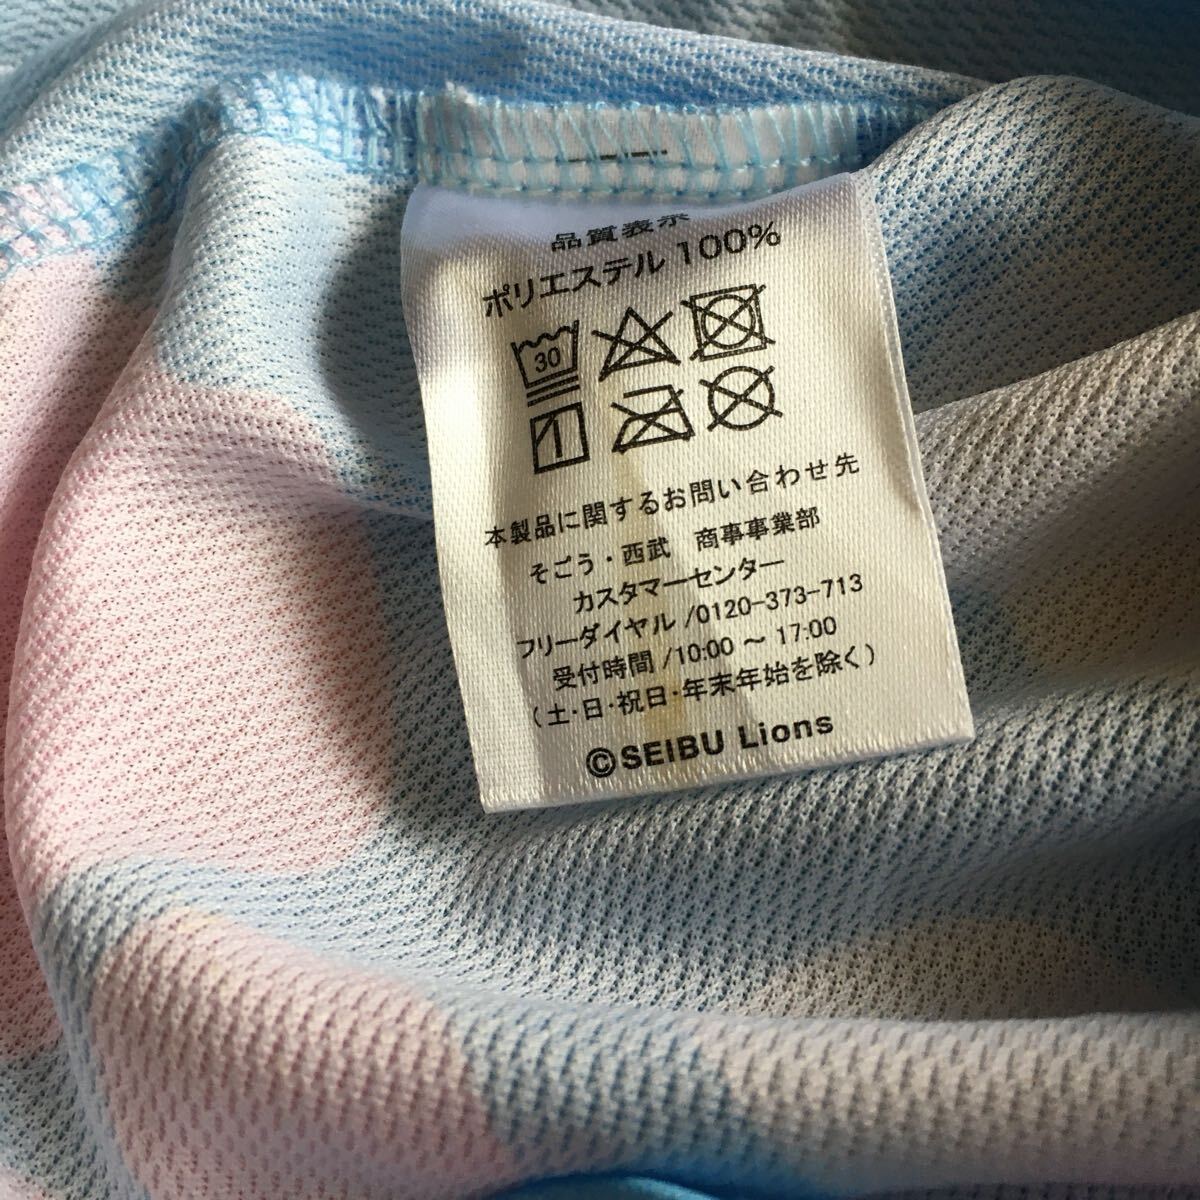 品質表示
ポリエステル 100%
30
本製品に関するお問い合わせ先
そごう・西武　商事事業部
カスタマーセンター
フリーダイヤル /0120-373-713
受付時間 /10:00 ～ 17:00
（土・日・祝日・年末年始を除く）
©SEIBU Lions